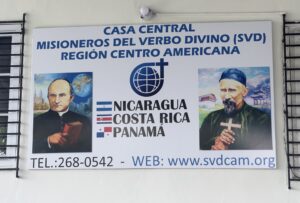 CASA CENTRAL
MISIONEROS DEL VERBO DIVINO (SVD)
REGIÓN CENTRO AMERICANA
NICARAGUA
COSTA RICA
PANAMÁ
TEL.:268-0542 - WEB: www.svdcam.org